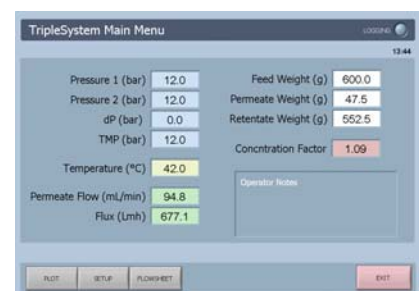 TripleSystem Main Menu
LOGGING
13:44
Pressure 1 (bar) 12.0
Pressure 2 (bar) 12.0
dP (bar) 0.0
TMP (bar) 12.0
Temperature (°C) 42.0
Permeate Flow (mL/min) 94.8
Flux (Lmh) 677.1
Feed Weight (g) 600.0
Permeate Weight (g) 47.5
Retentate Weight (g) 552.5
Concntration Factor 1.09
Operator Notes
PLOT SETUP FLOWSHEET EXIT